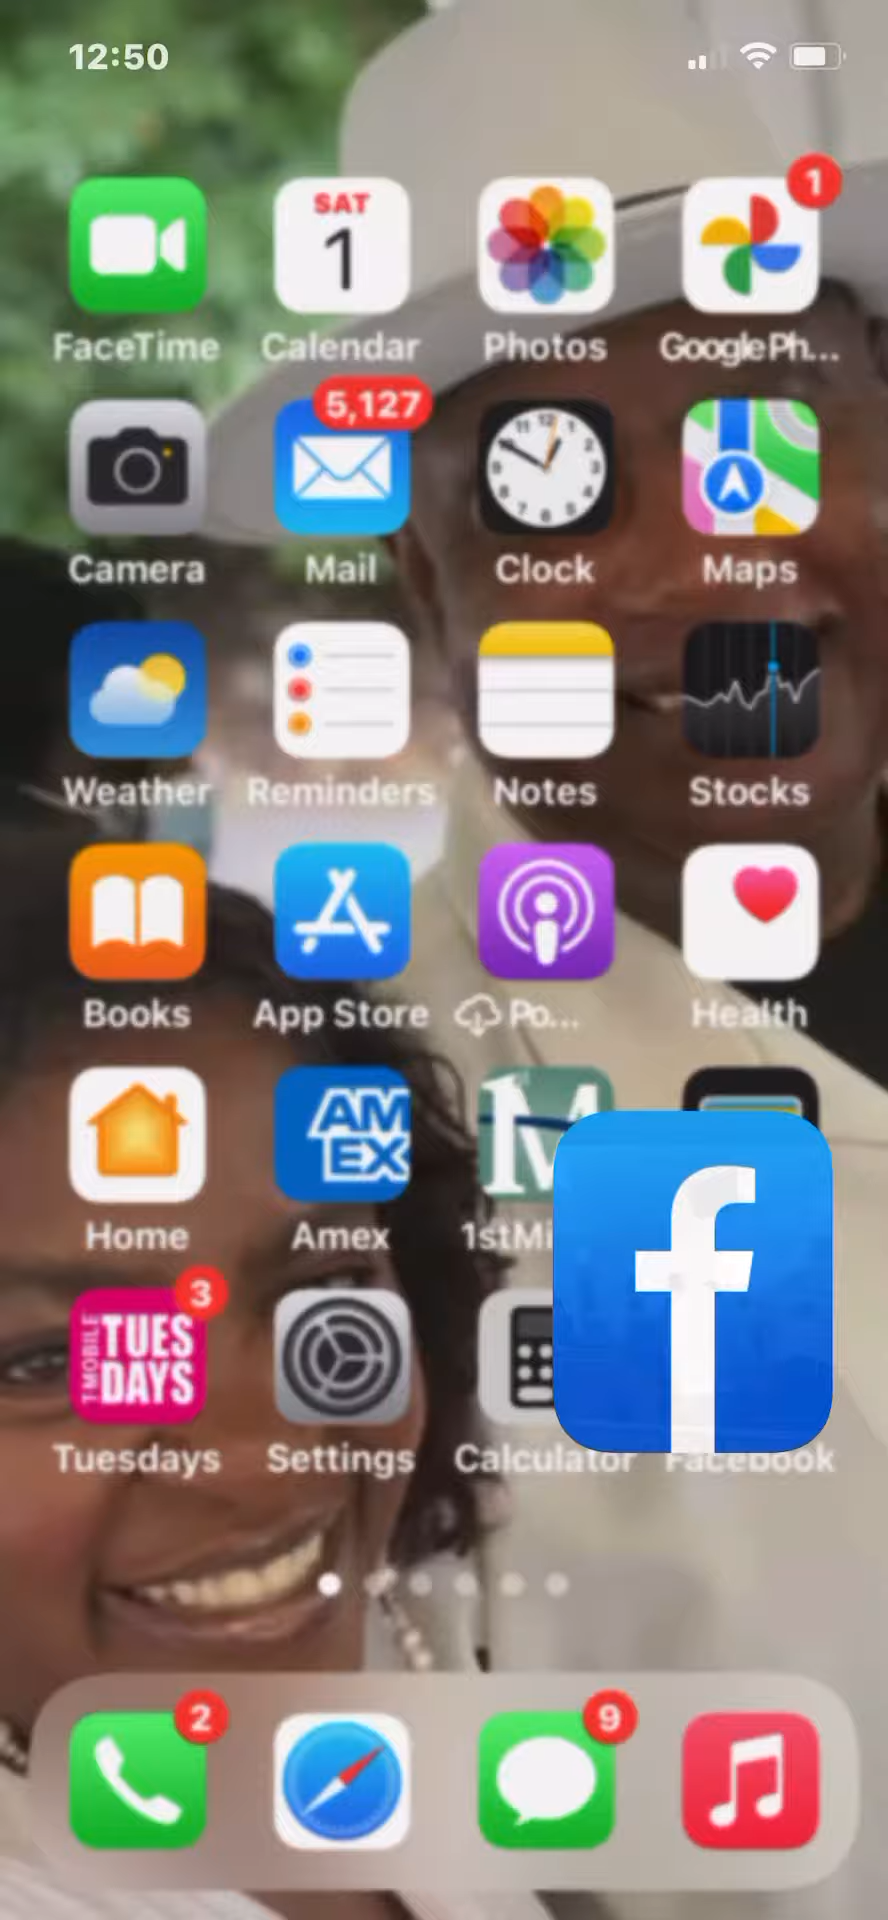 12:50
1
SAT
1
FaceTime Calendar Photos Google Ph...
5,127
Camera Mail Clock Maps
Weather Reminders Notes Stocks
Books App Store Po... Health
AM
EX
Home Amex 1stMi
3
T MOBILE TUES
DAYS
f
Tuesdays Settings Calculator Facebook
2 9